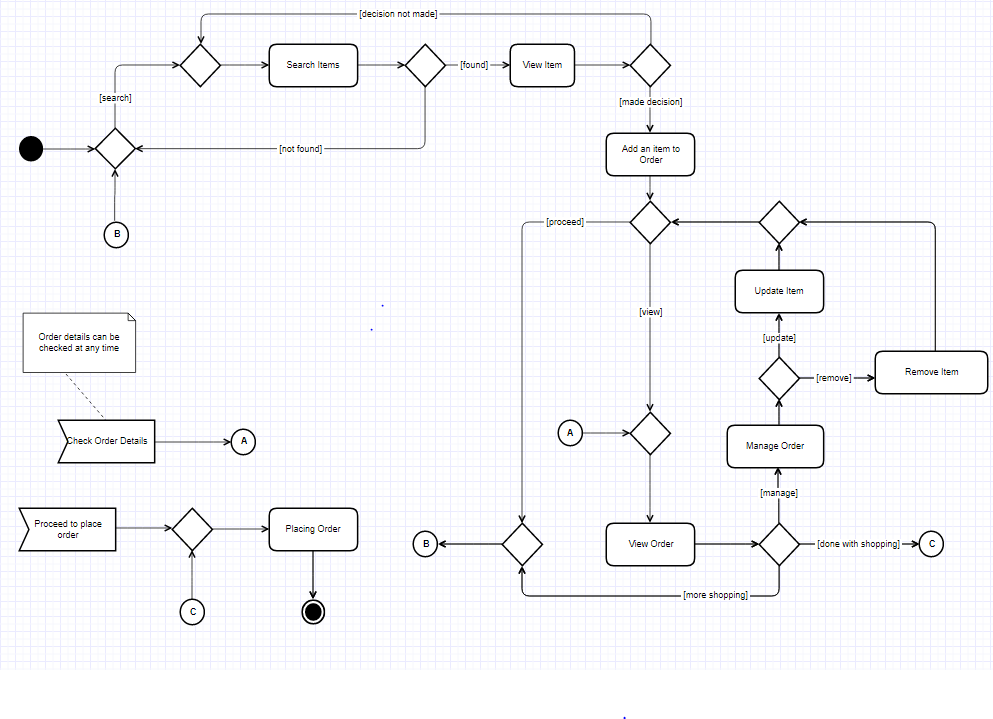 [decision not made]
Search Items
[found]
View Item
[search]
[made decision]
[not found]
Add an item to
Order
B
[proceed]
Update Item
[view]
Order details can be
checked at any time
[update]
[remove]
Remove Item
A
Check Order Details
A
Manage Order
[manage]
Proceed to place
order
Placing Order
B
View Order
[done with shopping]
C
[more shopping]
C